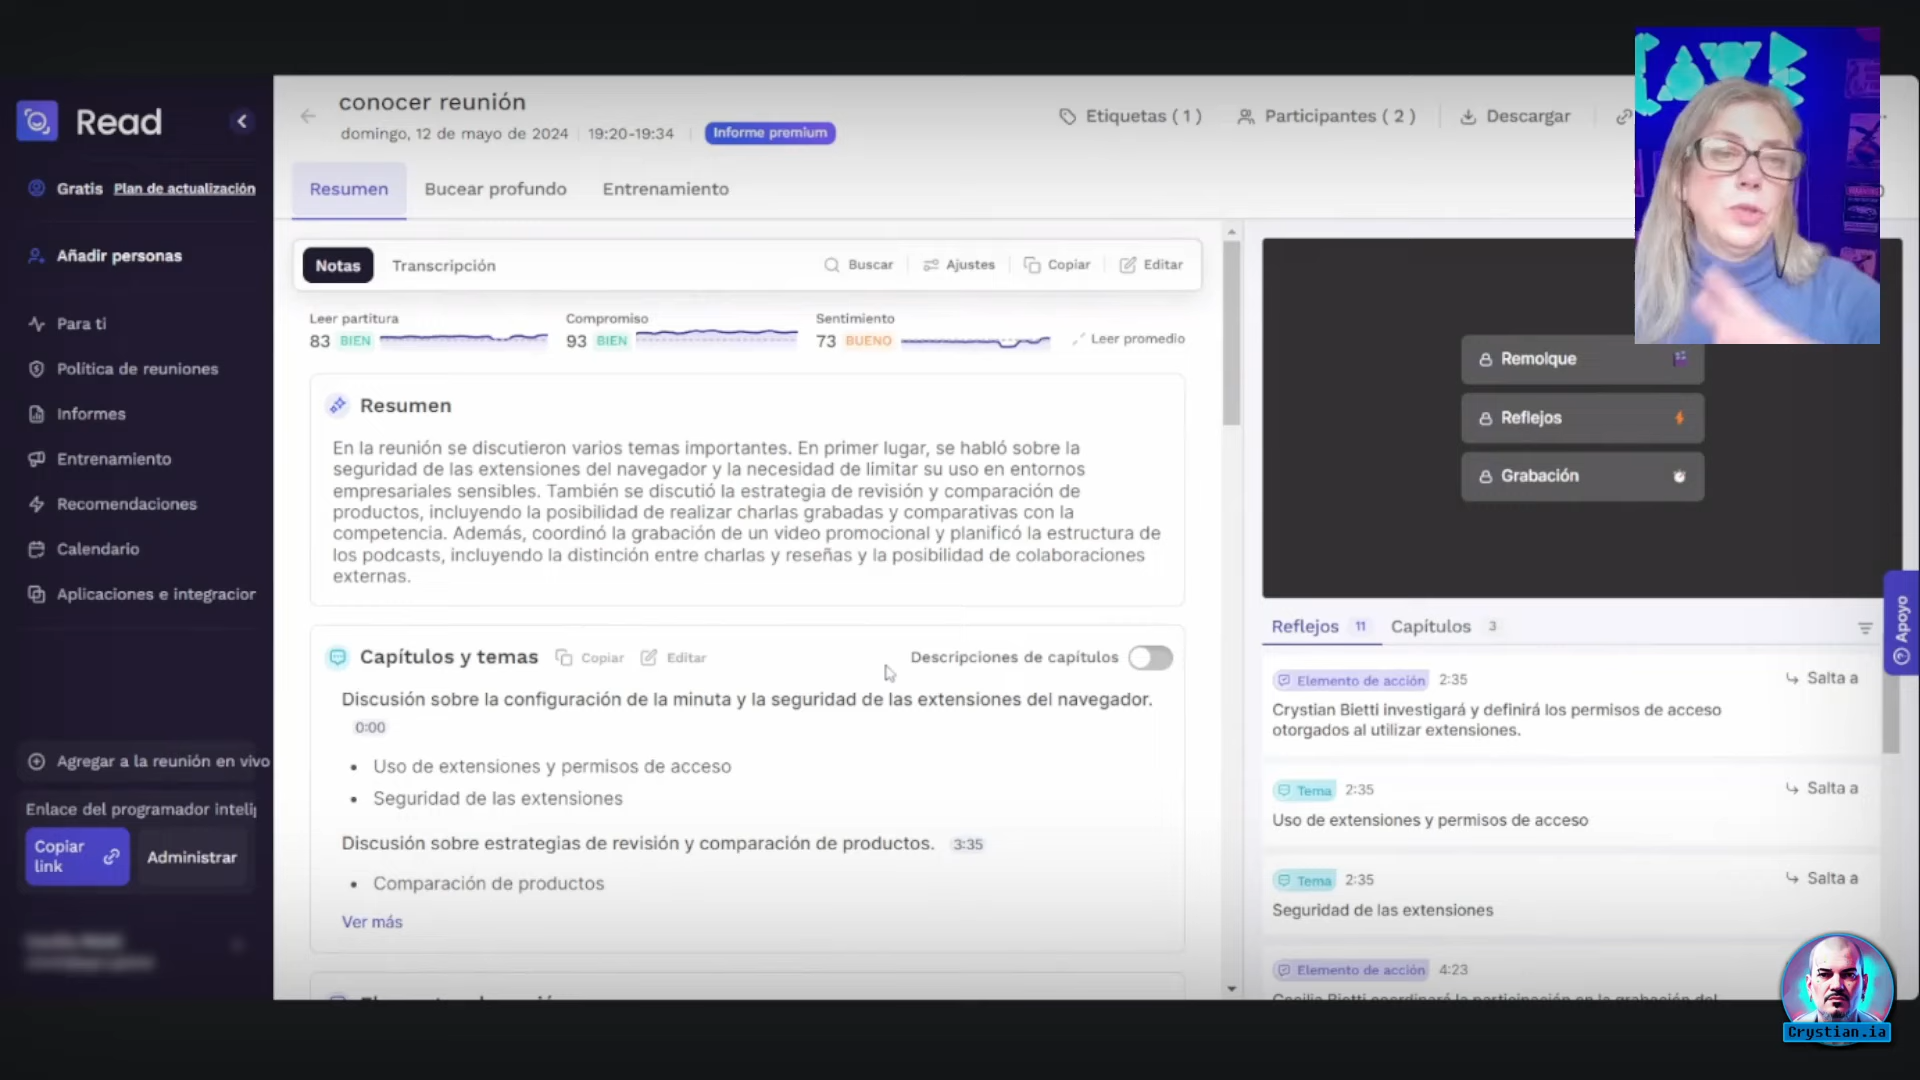 Read
Gratis Plan de actualización
Añadir personas
Para ti
Política de reuniones
Informes
Entrenamiento
Recomendaciones
Calendario
Aplicaciones e integracior
Agregar a la reunión en vivo
Enlace del programador inteli
Copiar
link
Administrar
conocer reunión
domingo, 12 de mayo de 2024 19:20-19:34 Informe premium
Etiquetas ( 1 ) Participantes ( 2 ) Descargar
Resumen Bucear profundo Entrenamiento
Notas Transcripción Buscar Ajustes Copiar Editar
Leer partitura Compromiso Sentimiento
83 BIEN 93 BIEN 73 BUENO Leer promedio
Resumen
En la reunión se discutieron varios temas importantes. En primer lugar, se habló sobre la
seguridad de las extensiones del navegador y la necesidad de limitar su uso en entornos
empresariales sensibles. También se discutió la estrategia de revisión y comparación de
productos, incluyendo la posibilidad de realizar charlas grabadas y comparativas con la
competencia. Además, coordinó la grabación de un video promocional y planificó la estructura de
los podcasts, incluyendo la distinción entre charlas y reseñas y la posibilidad de colaboraciones
externas.
Capítulos y temas Copiar Editar Descripciones de capítulos
Discusión sobre la configuración de la minuta y la seguridad de las extensiones del navegador.
0:00
• Uso de extensiones y permisos de acceso
• Seguridad de las extensiones
Discusión sobre estrategias de revisión y comparación de productos. 3:35
• Comparación de productos
Ver más
Remolque
Reflejos
Grabación
Reflejos 11 Capítulos 3
Elemento de acción 2:35 Salta a
Crystian Bietti investigará y definirá los permisos de acceso
otorgados al utilizar extensiones.
Tema 2:35 Salta a
Uso de extensiones y permisos de acceso
Tema 2:35 Salta a
Seguridad de las extensiones
Elemento de acción 4:23
Cecilia Bietti coordinará la participación en la grabación del
Apoyo
Crystian.ia